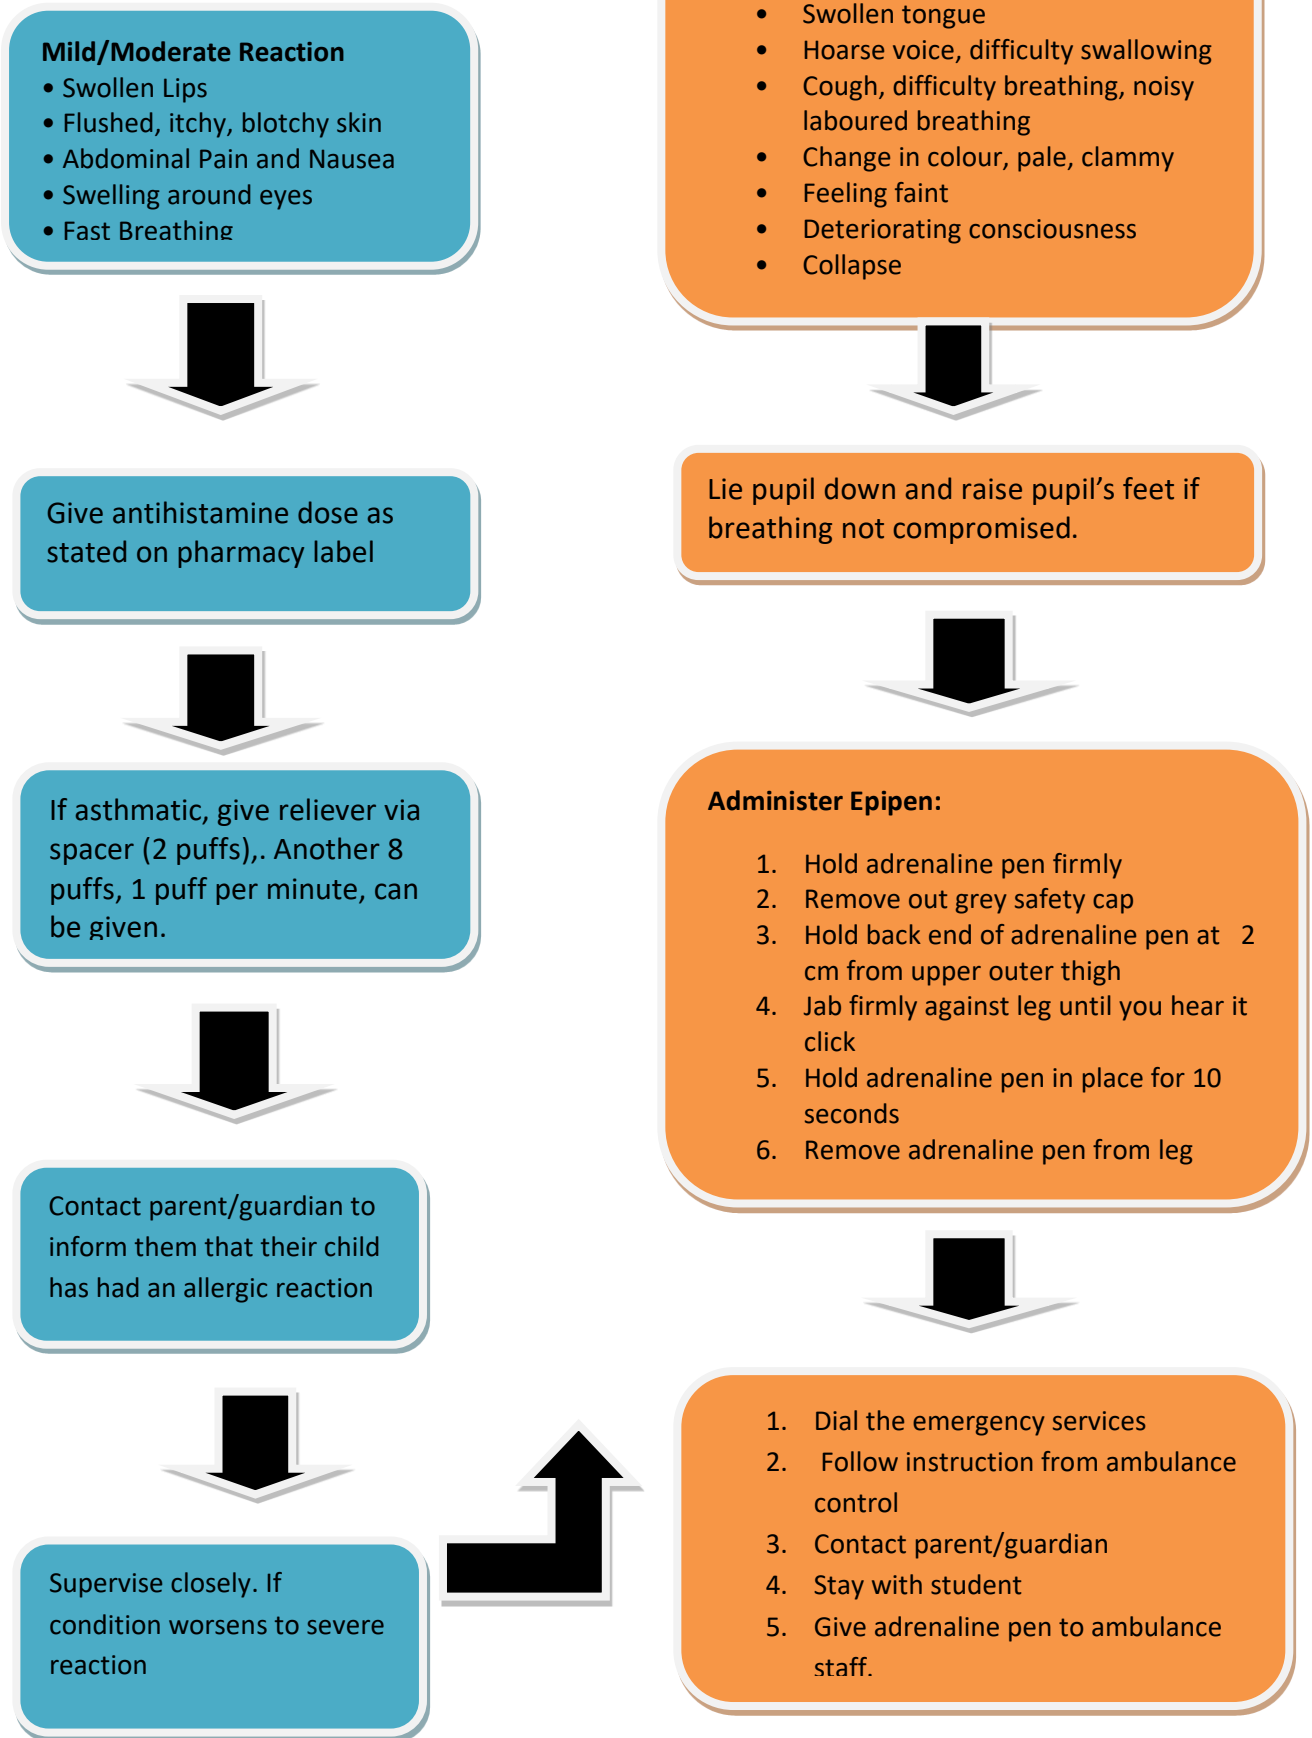 Mild/Moderate Reaction
• Swollen Lips
• Flushed, itchy, blotchy skin
• Abdominal Pain and Nausea
• Swelling around eyes
• Fast Breathing
Give antihistamine dose as
stated on pharmacy label
If asthmatic, give reliever via
spacer (2 puffs),. Another 8
puffs, 1 puff per minute, can
be given.
Contact parent/guardian to
inform them that their child
has had an allergic reaction
Supervise closely. If
condition worsens to severe
reaction
• Swollen tongue
• Hoarse voice, difficulty swallowing
• Cough, difficulty breathing, noisy
laboured breathing
• Change in colour, pale, clammy
• Feeling faint
• Deteriorating consciousness
• Collapse
Lie pupil down and raise pupil’s feet if
breathing not compromised.
Administer Epipen:
1. Hold adrenaline pen firmly
2. Remove out grey safety cap
3. Hold back end of adrenaline pen at 2
cm from upper outer thigh
4. Jab firmly against leg until you hear it
click
5. Hold adrenaline pen in place for 10
seconds
6. Remove adrenaline pen from leg
1. Dial the emergency services
2. Follow instruction from ambulance
control
3. Contact parent/guardian
4. Stay with student
5. Give adrenaline pen to ambulance
staff.